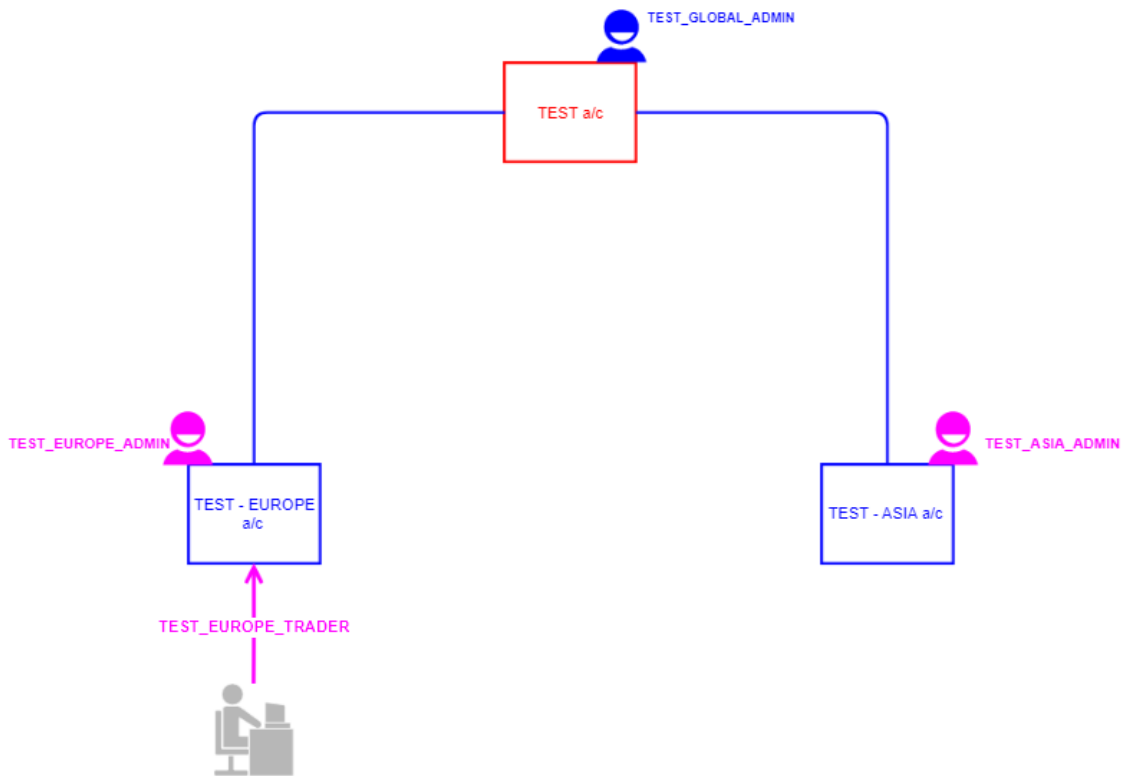 TEST_GLOBAL_ADMIN
TEST a/c
TEST_EUROPE_ADMIN
TEST_ASIA_ADMIN
TEST - EUROPE
a/c
TEST - ASIA a/c
TEST_EUROPE_TRADER